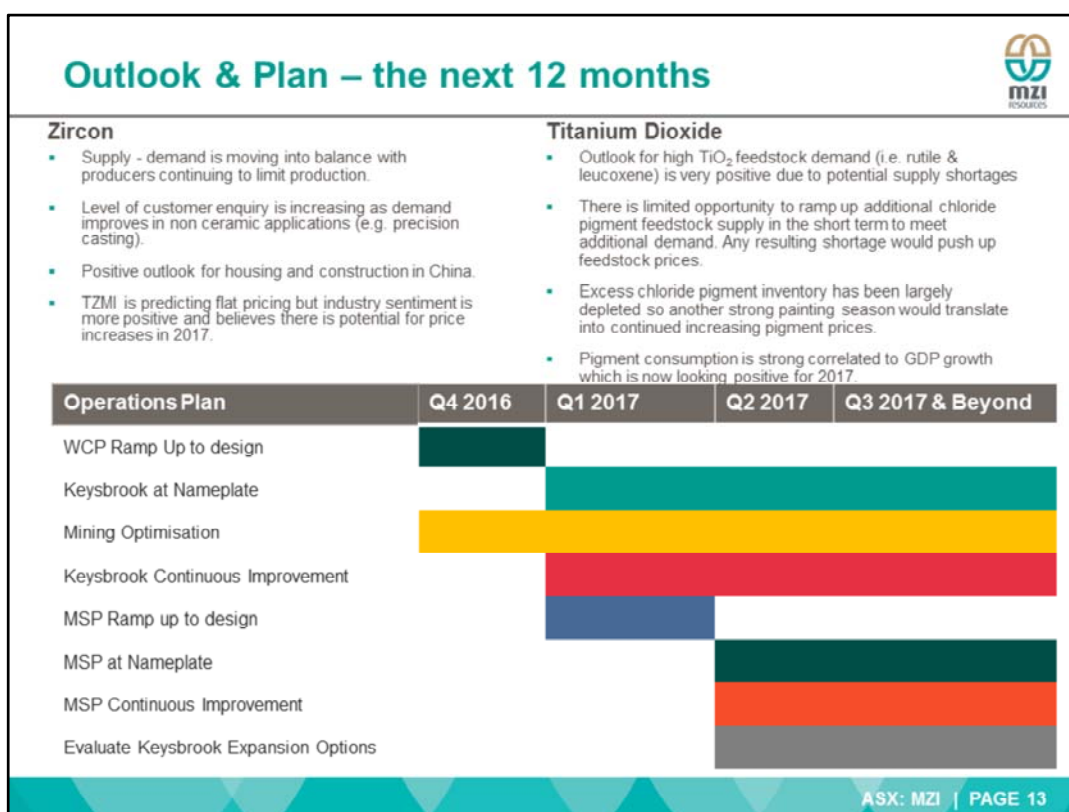 Outlook & Plan – the next 12 months
mzi
resources
Zircon
▪ Supply - demand is moving into balance with
producers continuing to limit production.
▪ Level of customer enquiry is increasing as demand
improves in non ceramic applications (e.g. precision
casting).
▪ Positive outlook for housing and construction in China.
▪ TZMI is predicting flat pricing but industry sentiment is
more positive and believes there is potential for price
increases in 2017.
Titanium Dioxide
▪ Outlook for high TiO₂ feedstock demand (i.e. rutile &
leucoxene) is very positive due to potential supply shortages
▪ There is limited opportunity to ramp up additional chloride
pigment feedstock supply in the short term to meet
additional demand. Any resulting shortage would push up
feedstock prices.
▪ Excess chloride pigment inventory has been largely
depleted so another strong painting season would translate
into continued increasing pigment prices.
▪ Pigment consumption is strong correlated to GDP growth
which is now looking positive for 2017.
Operations Plan Q4 2016 Q1 2017 Q2 2017 Q3 2017 & Beyond
WCP Ramp Up to design
Keysbrook at Nameplate
Mining Optimisation
Keysbrook Continuous Improvement
MSP Ramp up to design
MSP at Nameplate
MSP Continuous Improvement
Evaluate Keysbrook Expansion Options
ASX: MZI | PAGE 13